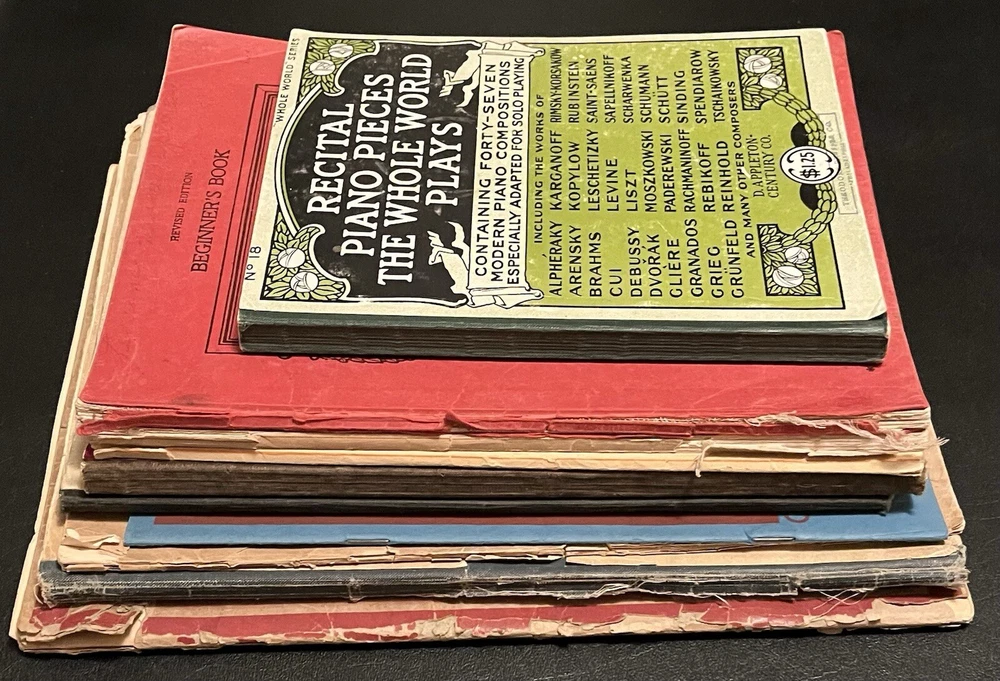 WHOLE WORLD SERIES
Nº 18
RECITAL
PIANO PIECES
THE WHOLE WORLD
PLAYS
CONTAINING FORTY-SEVEN
MODERN PIANO COMPOSITIONS
ESPECIALLY ADAPTED FOR SOLO PLAYING
INCLUDING THE WORKS OF
ALPHERAKY KARGANOFF RIMSKY-KORSAKOW
ARENSKY KOPYLOW RUBINSTEIN
BRAHMS LESCHETIZKY SAINT-SAENS
CUI LEVINE SAPELLNIKOFF
DEBUSSY LISZT SCHARWENKA
DVORÁK MOSZKOWSKI SCHUMANN
GLIÈRE PADEREWSKI SCHÜTT
GRANADOS RACHMANINOFF SINDING
GRIEG REBIKOFF SPENDIAROW
GRÜNFELD REINHOLD TSCHAIKOWSKY
AND MANY OTHER COMPOSERS
D. APPLETON-
CENTURY CO.
$1.25
REVISED EDITION
BEGINNER'S BOOK